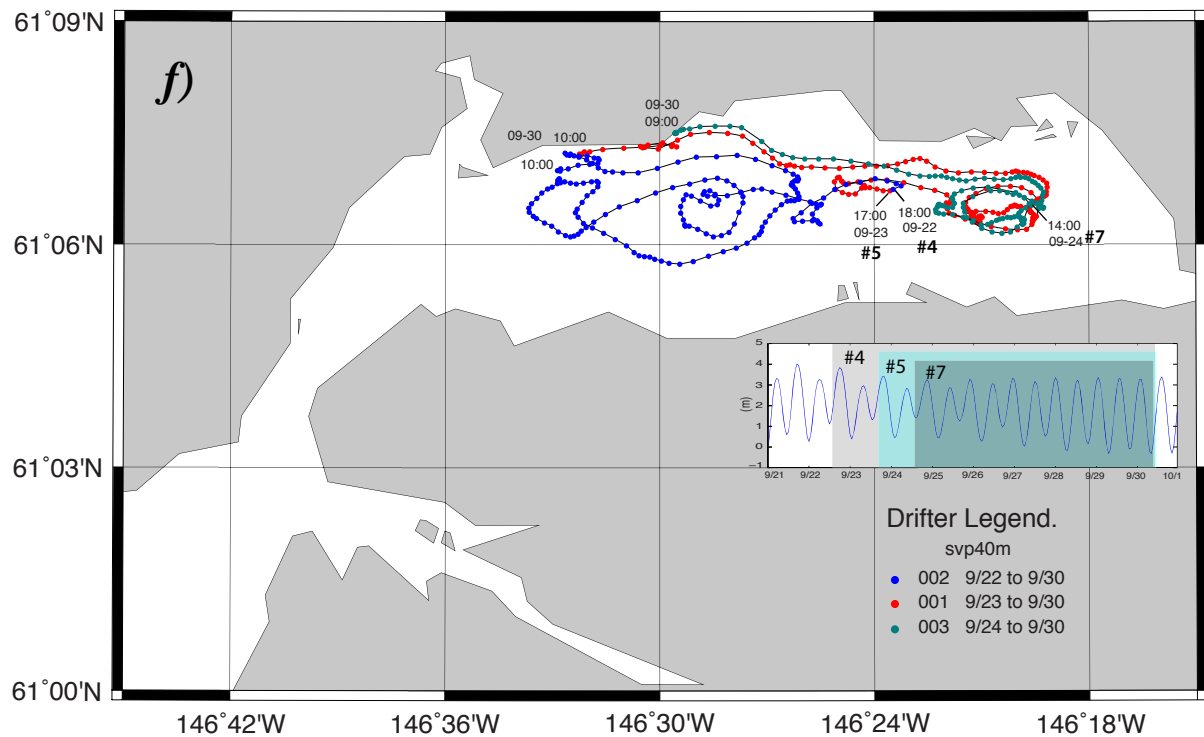 61°09'N
f)
09-30
09:00
09-30 10:00
10:00
17:00
09-23
#5
18:00
09-22
#4
14:00
09-24 #7
61°06'N
5
4
3
2
1
0
−1
(m)
#4
#5
#7
9/21 9/22 9/23 9/24 9/25 9/26 9/27 9/28 9/29 9/30 10/1
61°03'N
Drifter Legend.
svp40m
002 9/22 to 9/30
001 9/23 to 9/30
003 9/24 to 9/30
61°00'N
146°42'W 146°36'W 146°30'W 146°24'W 146°18'W